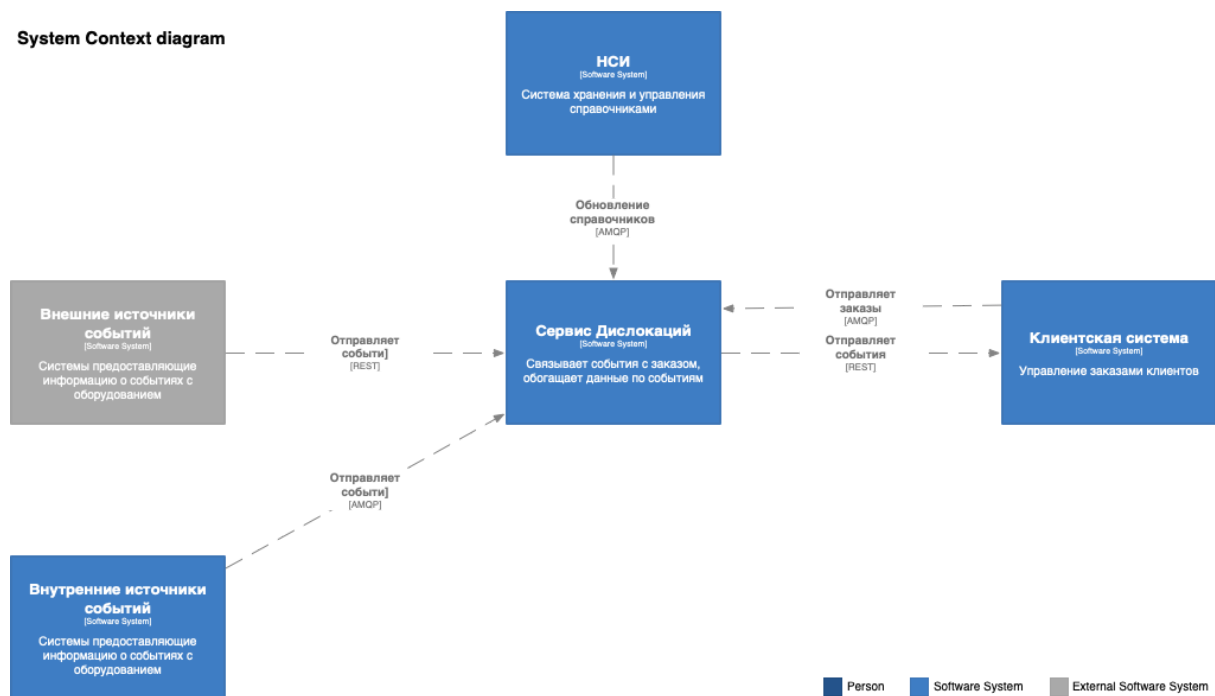 System Context diagram
НСИ
[Software System]
Система хранения и управления
справочниками
Обновление
справочников
[AMQP]
Внешние источники
событий
[Software System]
Системы предоставляющие
информацию о событиях с
оборудованием
Отправляет
событи]
[REST]
Сервис Дислокаций
[Software System]
Связывает события с заказом,
обогащает данные по событиям
Отправляет
заказы
[AMQP]
Отправляет
события
[REST]
Клиентская система
[Software System]
Управление заказами клиентов
Отправляет
событи]
[AMQP]
Внутренние источники
событий
[Software System]
Системы предоставляющие
информацию о событиях с
оборудованием
Person
Software System
External Software System